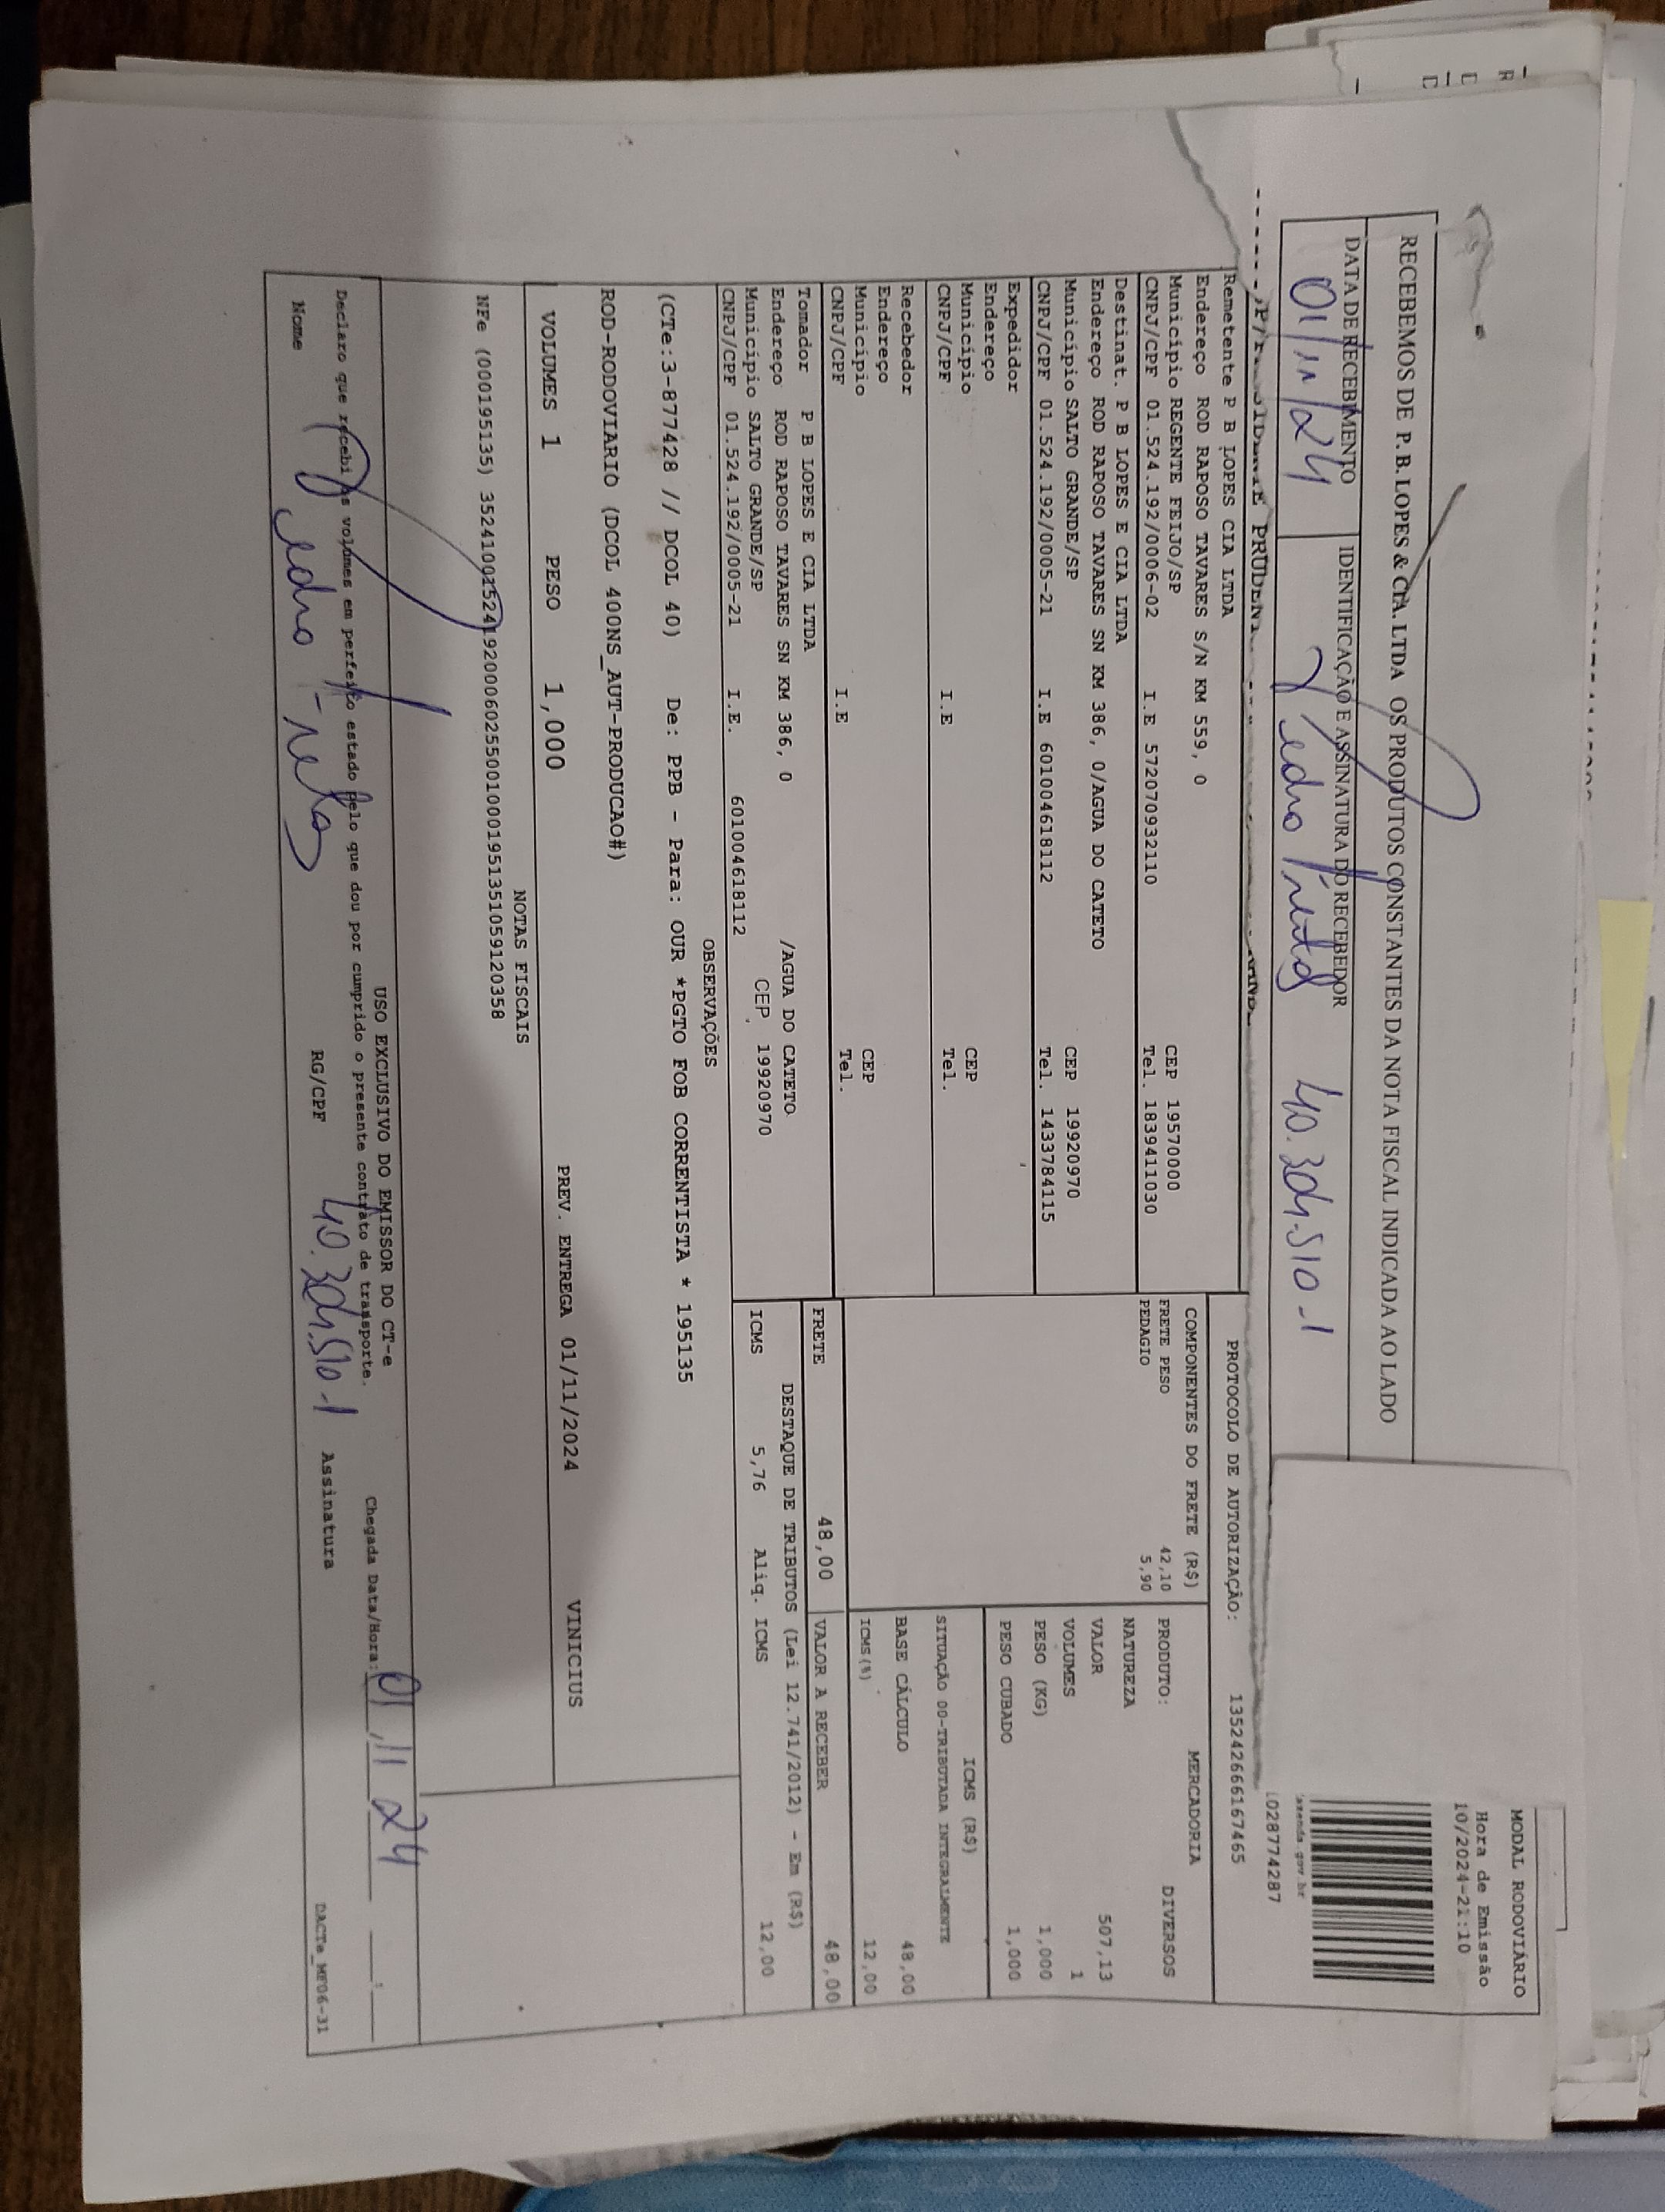 RECEBEMOS DE P. B. LOPES & CIA. LTDA OS PRODUTOS CONSTANTES DA NOTA FISCAL INDICADA AO LADO
DATA DE RECEBIMENTO
IDENTIFICAÇÃO E ASSINATURA DO RECEBEDOR
01/11/24
Pedro 40.304.510-1
MODAL RODOVIÁRIO
Hora de Emissão
10/2024-21:10
028774287
PROTOCOLO DE AUTORIZAÇÃO: 135242666167465
Remetente P B LOPES CIA LTDA
Endereço ROD RAPOSO TAVARES S/N KM 559, 0
Município REGENTE FEIJO/SP CEP 19570000
CNPJ/CPF 01.524.192/0006-02 I.E 572070932110 Tel. 1839411030
Destinat. P B LOPES E CIA LTDA
Endereço ROD RAPOSO TAVARES SN KM 386, 0/AGUA DO CATETO
Município SALTO GRANDE/SP CEP 19920970
CNPJ/CPF 01.524.192/0005-21 I.E 601004618112 Tel. 1433784115
Expedidor
Endereço
Município CEP
CNPJ/CPF I.E Tel.
Recebedor
Endereço
Município CEP
CNPJ/CPF I.E Tel.
Tomador P B LOPES E CIA LTDA
Endereço ROD RAPOSO TAVARES SN KM 386, 0 /AGUA DO CATETO
Município SALTO GRANDE/SP CEP 19920970
CNPJ/CPF 01.524.192/0005-21 I.E. 601004618112
COMPONENTES DO FRETE (R$)
FRETE PESO 42,10
PEDAGIO 5,90
MERCADORIA
PRODUTO: DIVERSOS
NATUREZA
VALOR 507,13
VOLUMES 1
PESO (KG) 1,000
PESO CUBADO 1,000
ICMS (R$)
SITUAÇÃO 00-TRIBUTADA INTEGRALMENTE
BASE CÁLCULO 48,00
ICMS(%) 12,00
FRETE 48,00 VALOR A RECEBER 48,00
DESTAQUE DE TRIBUTOS (Lei 12.741/2012) - Em (R$)
ICMS 5,76 Aliq. ICMS 12,00
OBSERVAÇÕES
(CTe:3-877428 // DCOL 40) De: PPB - Para: OUR *PGTO FOB CORRENTISTA * 195135
ROD-RODOVIARIO (DCOL 400NS_AUT-PRODUCAO#)
VOLUMES 1 PESO 1,000 PREV. ENTREGA 01/11/2024 VINICIUS
NOTAS FISCAIS
NFe (000195135) 35241001524192000602550010001951351059120358
USO EXCLUSIVO DO EMISSOR DO CT-e
Declaro que recebi os volumes em perfeito estado pelo que dou por cumprido o presente contrato de transporte.
Chegada Data/Hora: 01/11 24
Nome Pedro Neto RG/CPF 40.304.510-1 Assinatura
DACTe_MF06-31